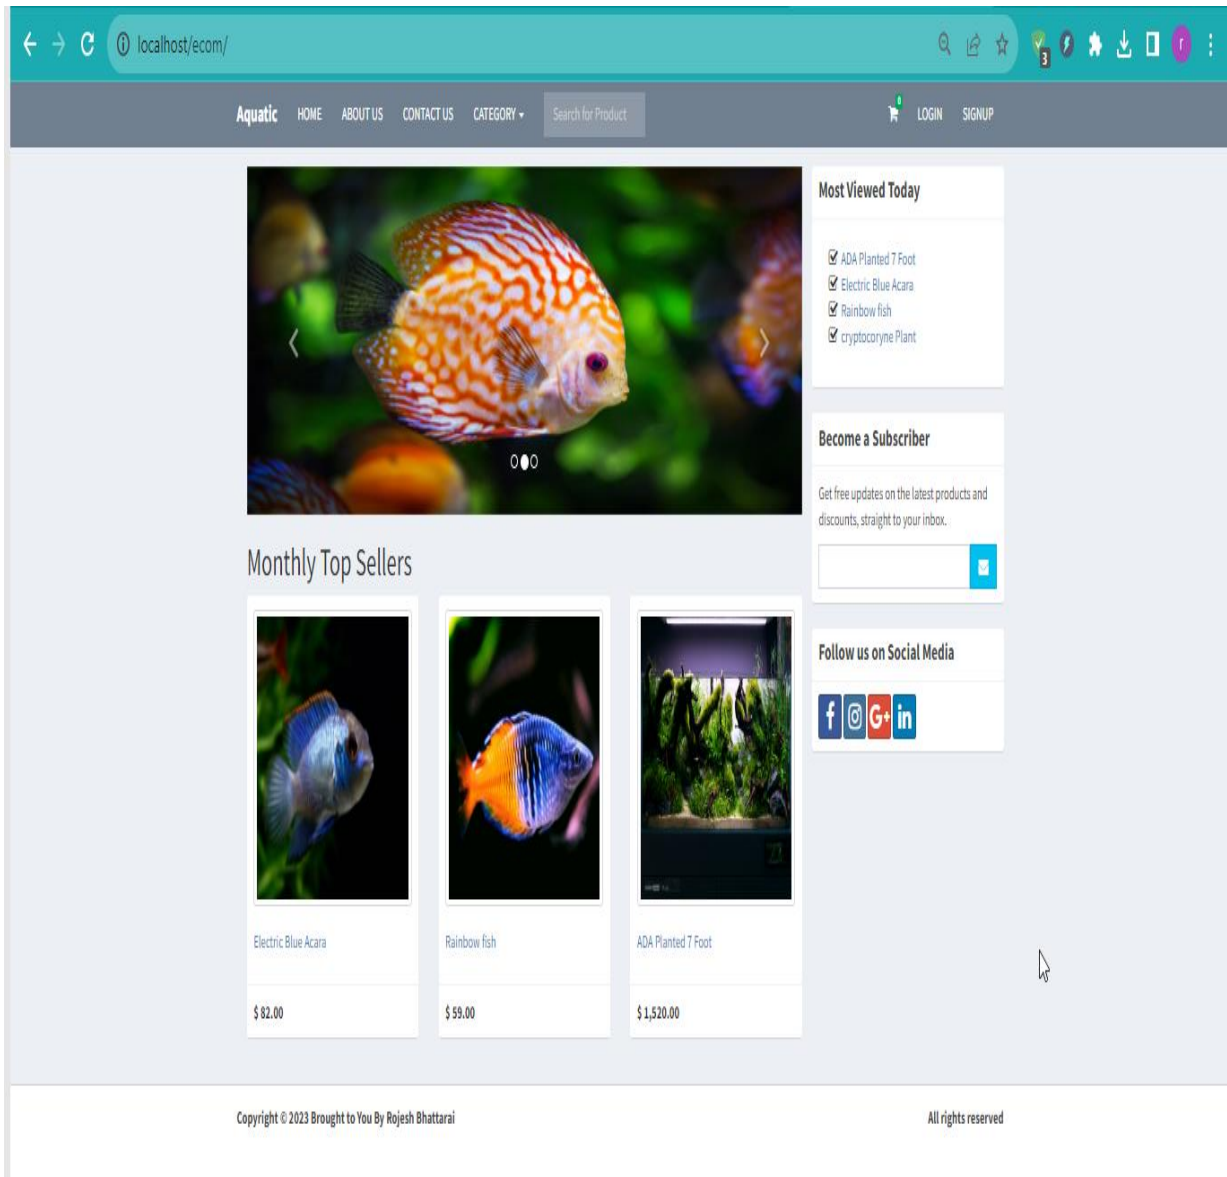 localhost/ecom/
3
r
Aquatic HOME ABOUT US CONTACT US CATEGORY Search for Product 0 LOGIN SIGNUP
Most Viewed Today
ADA Planted 7 Foot
Electric Blue Acara
Rainbow fish
cryptocoryne Plant
Become a Subscriber
Get free updates on the latest products and
discounts, straight to your inbox.
Follow us on Social Media
f G+ in
Monthly Top Sellers
Electric Blue Acara
$ 82.00
Rainbow fish
$ 59.00
ADA Planted 7 Foot
$ 1,520.00
Copyright © 2023 Brought to You By Rojesh Bhattarai
All rights reserved